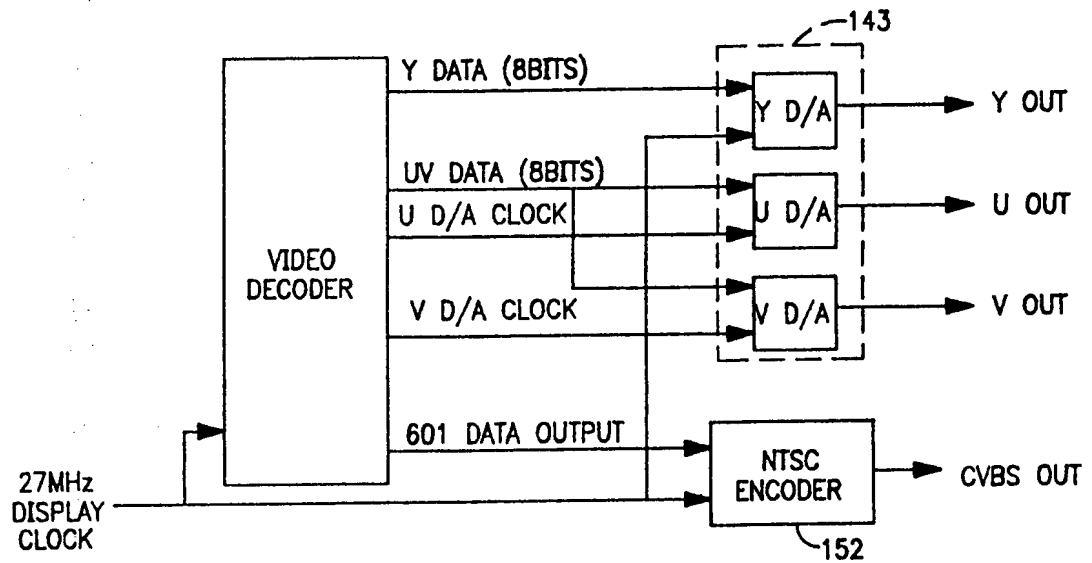 143
Y DATA (8BITS)
Y D/A
Y OUT
UV DATA (8BITS)
U D/A CLOCK
U D/A
U OUT
VIDEO
DECODER
V D/A CLOCK
V D/A
V OUT
601 DATA OUTPUT
NTSC
ENCODER
CVBS OUT
27MHz
DISPLAY
CLOCK
152